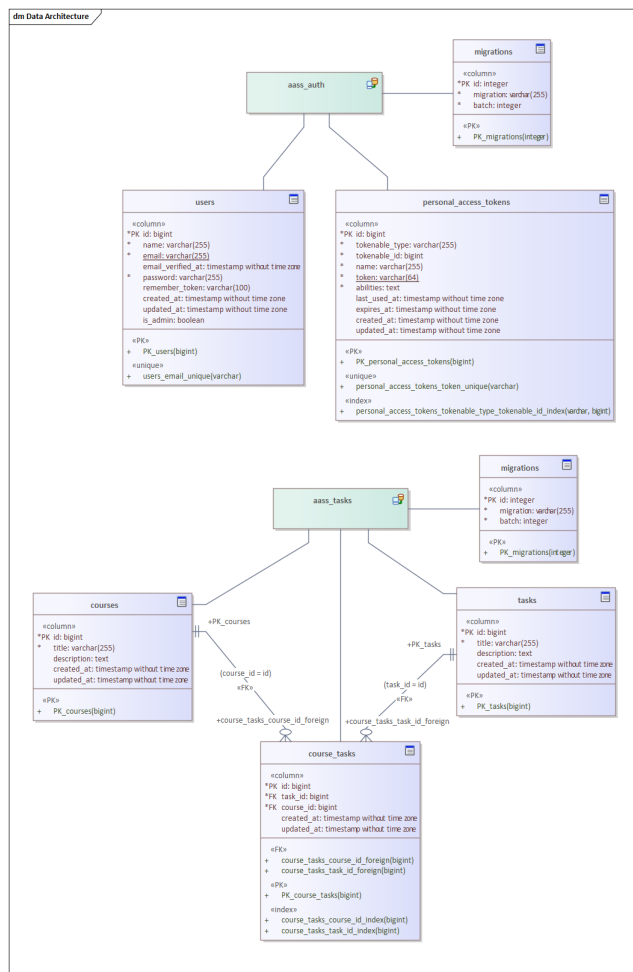 dm Data Architecture
migrations
«column»
*PK id: integer
* migration: varchar(255)
* batch: integer
«PK»
+ PK_migrations(integer)
aass_auth
users
«column»
*PK id: bigint
* name: varchar(255)
* email: varchar(255)
email_verified_at: timestamp without time zone
* password: varchar(255)
remember_token: varchar(100)
created_at: timestamp without time zone
updated_at: timestamp without time zone
is_admin: boolean
«PK»
+ PK_users(bigint)
«unique»
+ users_email_unique(varchar)
personal_access_tokens
«column»
*PK id: bigint
* tokenable_type: varchar(255)
* tokenable_id: bigint
* name: varchar(255)
* token: varchar(64)
* abilities: text
last_used_at: timestamp without time zone
expires_at: timestamp without time zone
created_at: timestamp without time zone
updated_at: timestamp without time zone
«PK»
+ PK_personal_access_tokens(bigint)
«unique»
+ personal_access_tokens_token_unique(varchar)
«index»
+ personal_access_tokens_tokenable_type_tokenable_id_index(varchar, bigint)
migrations
«column»
*PK id: integer
* migration: varchar(255)
* batch: integer
«PK»
+ PK_migrations(integer)
aass_tasks
courses
«column»
*PK id: bigint
* title: varchar(255)
description: text
created_at: timestamp without time zone
updated_at: timestamp without time zone
«PK»
+ PK_courses(bigint)
tasks
«column»
*PK id: bigint
* title: varchar(255)
description: text
created_at: timestamp without time zone
updated_at: timestamp without time zone
«PK»
+ PK_tasks(bigint)
+PK_courses
(course_id = id)
«FK»
+course_tasks_course_id_foreign
+PK_tasks
(task_id = id)
«FK»
+course_tasks_task_id_foreign
course_tasks
«column»
*PK id: bigint
*FK task_id: bigint
*FK course_id: bigint
created_at: timestamp without time zone
updated_at: timestamp without time zone
«FK»
+ course_tasks_course_id_foreign(bigint)
+ course_tasks_task_id_foreign(bigint)
«PK»
+ PK_course_tasks(bigint)
«index»
+ course_tasks_course_id_index(bigint)
+ course_tasks_task_id_index(bigint)